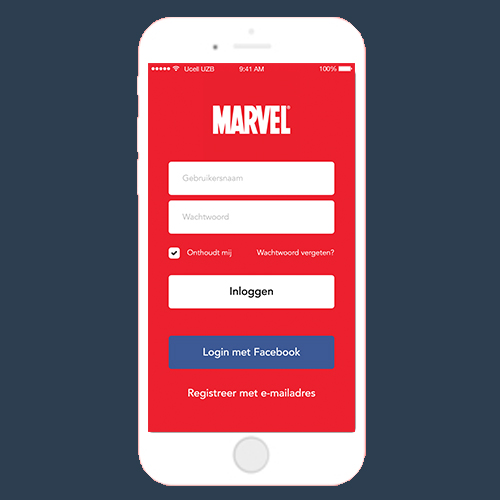 Ucell UZB 9:41 AM 100%
MARVEL
Gebruikersnaam
Wachtwoord
Onthoudt mij Wachtwoord vergeten?
Inloggen
Login met Facebook
Registreer met e-mailadres